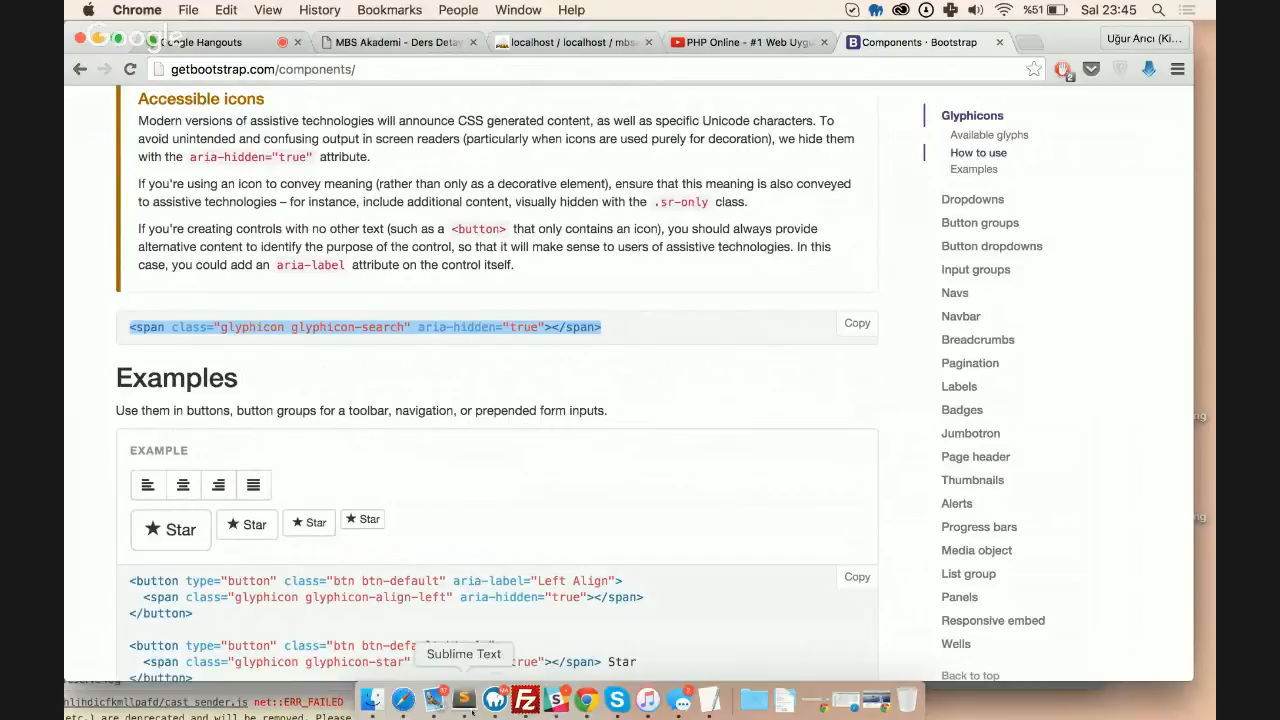 Chrome File Edit View History Bookmarks People Window Help %51 Sal 23:45
Google
Google Hangouts
MBS Akademi - Ders Detay
localhost / localhost / mbs
PHP Online - #1 Web Uygı
Components · Bootstrap
Uğur Arıcı (Ki...
getbootstrap.com/components/
2
Accessible icons
Modern versions of assistive technologies will announce CSS generated content, as well as specific Unicode characters. To
avoid unintended and confusing output in screen readers (particularly when icons are used purely for decoration), we hide them
with the aria-hidden="true" attribute.
If you're using an icon to convey meaning (rather than only as a decorative element), ensure that this meaning is also conveyed
to assistive technologies – for instance, include additional content, visually hidden with the .sr-only class.
If you're creating controls with no other text (such as a <button> that only contains an icon), you should always provide
alternative content to identify the purpose of the control, so that it will make sense to users of assistive technologies. In this
case, you could add an aria-label attribute on the control itself.
<span class="glyphicon glyphicon-search" aria-hidden="true"></span>
Copy
Examples
Use them in buttons, button groups for a toolbar, navigation, or prepended form inputs.
EXAMPLE
Star Star Star Star
Copy
<button type="button" class="btn btn-default" aria-label="Left Align">
<span class="glyphicon glyphicon-align-left" aria-hidden="true"></span>
</button>
<button type="button" class="btn btn-defa
<span class="glyphicon glyphicon-star" true"></span> Star
</button>
Sublime Text
Glyphicons
Available glyphs
How to use
Examples
Dropdowns
Button groups
Button dropdowns
Input groups
Navs
Navbar
Breadcrumbs
Pagination
Labels
Badges
Jumbotron
Page header
Thumbnails
Alerts
Progress bars
Media object
List group
Panels
Responsive embed
Wells
Back to top
ng
ng
cast_sender.js net::ERR_FAILED
etc.) are deprecated and will be removed. Please